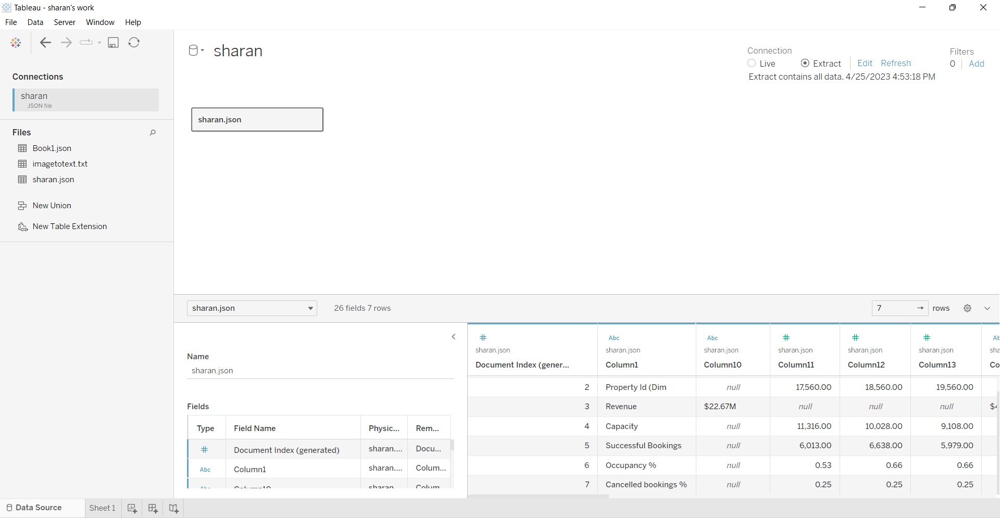 Tableau - sharan's work
File Data Server Window Help
sharan
Connection
Live Extract Edit Refresh
Extract contains all data. 4/25/2023 4:53:18 PM
Filters
0 Add
Connections
sharan
JSON file
Files
Book1.json
imagetotext.txt
sharan.json
New Union
New Table Extension
sharan.json
sharan.json 26 fields 7 rows 7 rows
Name
sharan.json
Fields
Type Field Name Physic... Rem...
# Document Index (generated) sharan.... Docu...
Abc Column1 sharan.... Colum...
Abc Column10 sharan Colum
# Abc Abc # # # Ab
sharan.json sharan.json sharan.json sharan.json sharan.json sharan.json sha
Document Index (gener... Column1 Column10 Column11 Column12 Column13 Co
2 Property Id (Dim null 17,560.00 18,560.00 19,560.00
3 Revenue $22.67M null null null $4
4 Capacity null 11,316.00 10,028.00 9,108.00
5 Successful Bookings null 6,013.00 6,638.00 5,979.00
6 Occupancy % null 0.53 0.66 0.66
7 Cancelled bookings % null 0.25 0.25 0.25
Data Source Sheet 1